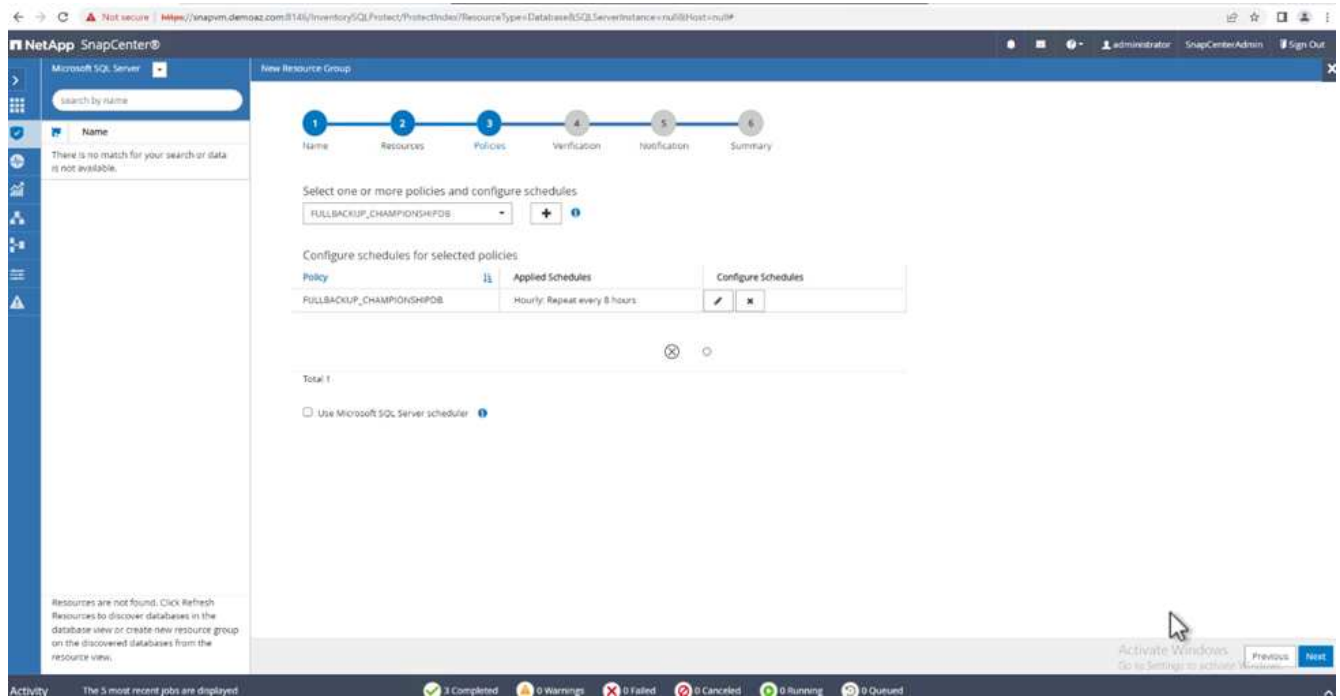 Not secure | https://snapvm.demoaz.com:8146/InventorySQLProtect/ProtectIndex?ResourceType=Database&SQLServerInstance=null&Host=null#
NetApp SnapCenter®
administrator SnapCenterAdmin Sign Out
Microsoft SQL Server
New Resource Group
search by name
Name
There is no match for your search or data
is not available.
1 2 3 4 5 6
Name Resources Policies Verification Notification Summary
Select one or more policies and configure schedules
FULLBACKUP_CHAMPIONSHIPDB
Configure schedules for selected policies
Policy Applied Schedules Configure Schedules
FULLBACKUP_CHAMPIONSHIPDB Hourly: Repeat every 8 hours
Total 1
Use Microsoft SQL Server scheduler
Resources are not found. Click Refresh
Resources to discover databases in the
database view or create new resource group
on the discovered databases from the
resource view.
Activate Windows
Go to Settings to activate Windows.
Previous Next
Activity The 5 most recent jobs are displayed 3 Completed 0 Warnings 0 Failed 0 Canceled 0 Running 0 Queued